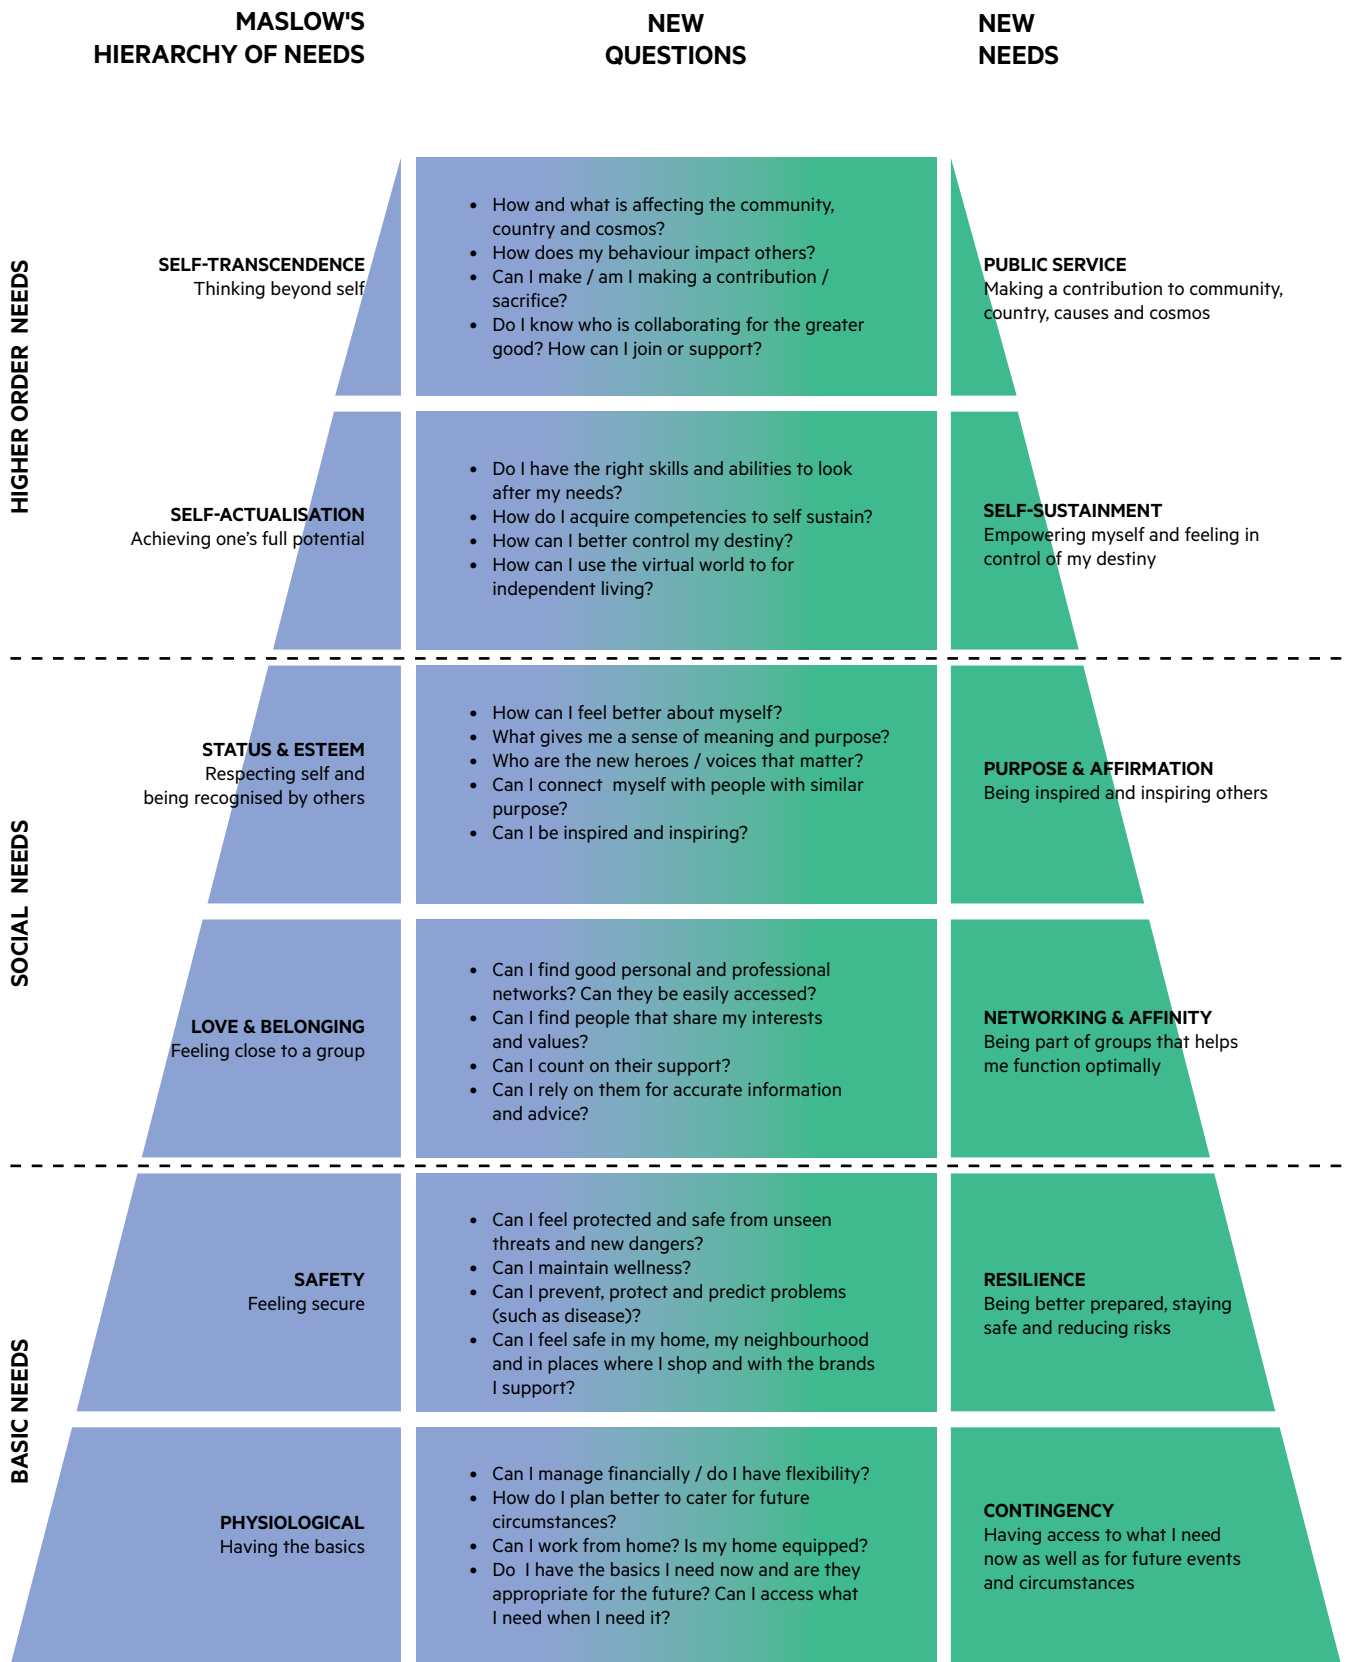 MASLOW'S
HIERARCHY OF NEEDS
NEW
QUESTIONS
NEW
NEEDS
HIGHER ORDER NEEDS
SELF-TRANSCENDENCE
Thinking beyond self
• How and what is affecting the community,
country and cosmos?
• How does my behaviour impact others?
• Can I make / am I making a contribution /
sacrifice?
• Do I know who is collaborating for the greater
good? How can I join or support?
PUBLIC SERVICE
Making a contribution to community,
country, causes and cosmos
SELF-ACTUALISATION
Achieving one's full potential
• Do I have the right skills and abilities to look
after my needs?
• How do I acquire competencies to self sustain?
• How can I better control my destiny?
• How can I use the virtual world to for
independent living?
SELF-SUSTAINMENT
Empowering myself and feeling in
control of my destiny
SOCIAL NEEDS
STATUS & ESTEEM
Respecting self and
being recognised by others
• How can I feel better about myself?
• What gives me a sense of meaning and purpose?
• Who are the new heroes / voices that matter?
• Can I connect myself with people with similar
purpose?
• Can I be inspired and inspiring?
PURPOSE & AFFIRMATION
Being inspired and inspiring others
LOVE & BELONGING
Feeling close to a group
• Can I find good personal and professional
networks? Can they be easily accessed?
• Can I find people that share my interests
and values?
• Can I count on their support?
• Can I rely on them for accurate information
and advice?
NETWORKING & AFFINITY
Being part of groups that helps
me function optimally
BASIC NEEDS
SAFETY
Feeling secure
• Can I feel protected and safe from unseen
threats and new dangers?
• Can I maintain wellness?
• Can I prevent, protect and predict problems
(such as disease)?
• Can I feel safe in my home, my neighbourhood
and in places where I shop and with the brands
I support?
RESILIENCE
Being better prepared, staying
safe and reducing risks
PHYSIOLOGICAL
Having the basics
• Can I manage financially / do I have flexibility?
• How do I plan better to cater for future
circumstances?
• Can I work from home? Is my home equipped?
• Do I have the basics I need now and are they
appropriate for the future? Can I access what
I need when I need it?
CONTINGENCY
Having access to what I need
now as well as for future events
and circumstances